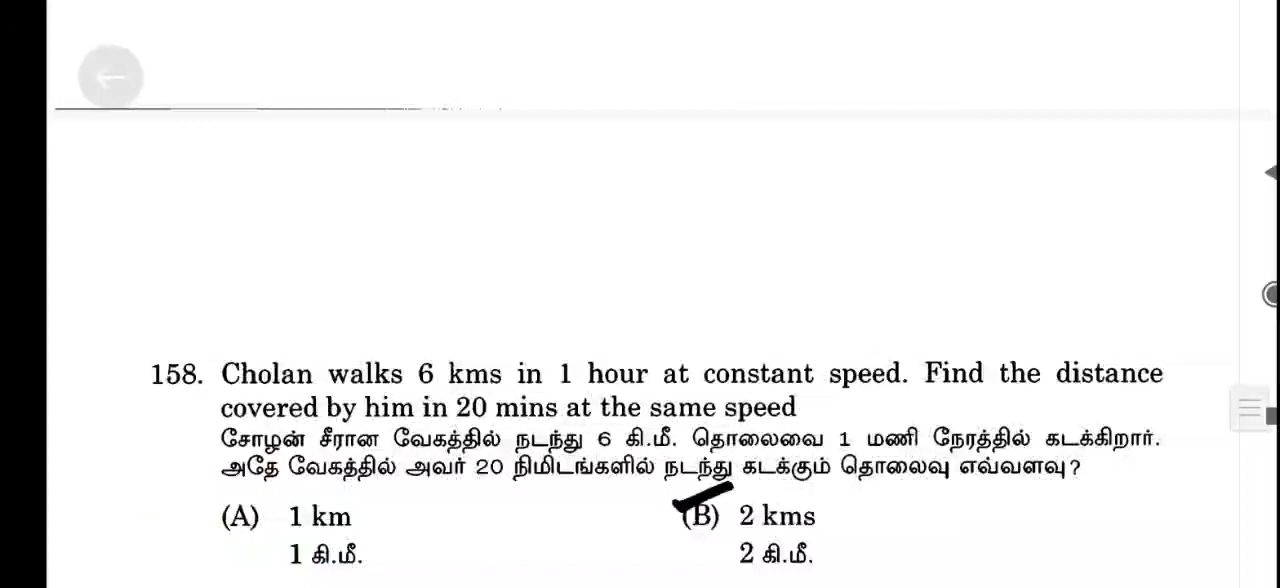 158. Cholan walks 6 kms in 1 hour at constant speed. Find the distance
covered by him in 20 mins at the same speed
சோழன் சீரான வேகத்தில் நடந்து 6 கி.மீ. தொலைவை 1 மணி நேரத்தில் கடக்கிறார்.
அதே வேகத்தில் அவர் 20 நிமிடங்களில் நடந்து கடக்கும் தொலைவு எவ்வளவு?
(A) 1 km (B) 2 kms
1 கி.மீ. 2 கி.மீ.